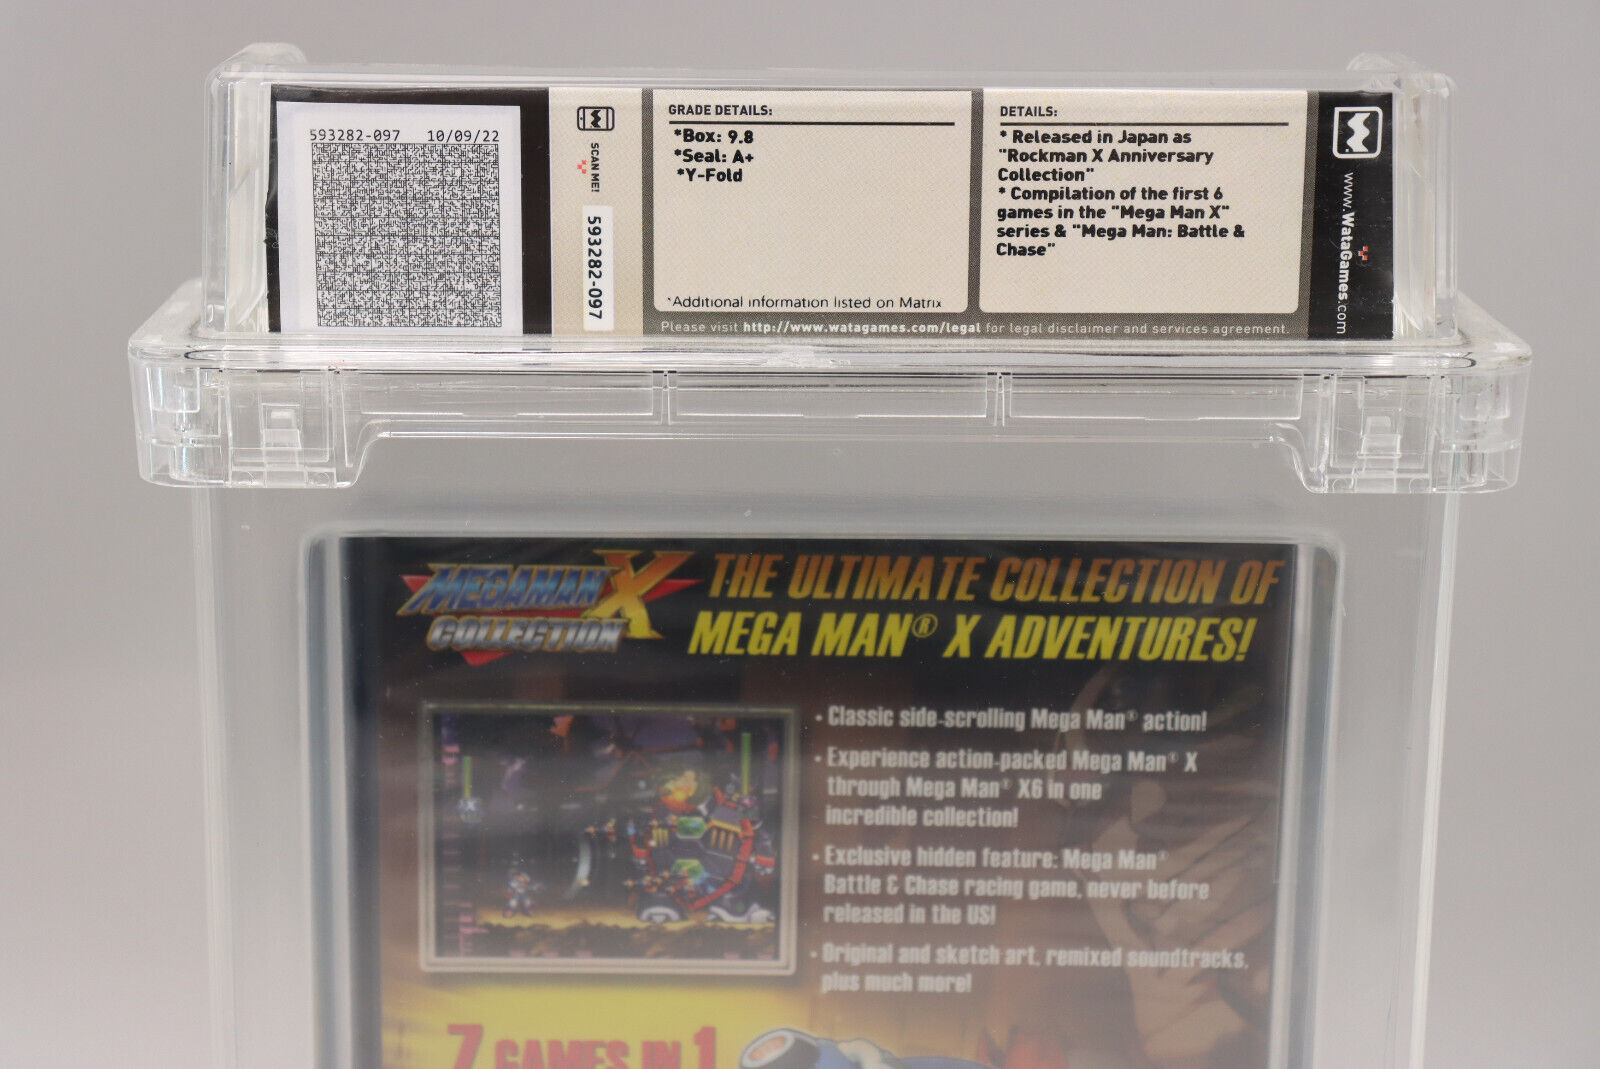 593282-097 10/09/22
SCAN ME!
593282-097
GRADE DETAILS:
*Box: 9.8
*Seal: A+
*Y-Fold
*Additional information listed on Matrix
DETAILS:
* Released in Japan as
"Rockman X Anniversary
Collection"
* Compilation of the first 6
games in the "Mega Man X"
series & "Mega Man: Battle &
Chase"
Please visit http://www.watagames.com/legal for legal disclaimer and services agreement.
www.WataGames.com
MEGAMAN X
COLLECTION
THE ULTIMATE COLLECTION OF
MEGA MAN® X ADVENTURES!
• Classic side-scrolling Mega Man® action!
• Experience action-packed Mega Man® X
through Mega Man® X6 in one
incredible collection!
• Exclusive hidden feature: Mega Man®
Battle & Chase racing game, never before
released in the US!
• Original and sketch art, remixed soundtracks,
plus much more!
7 GAMES IN 1